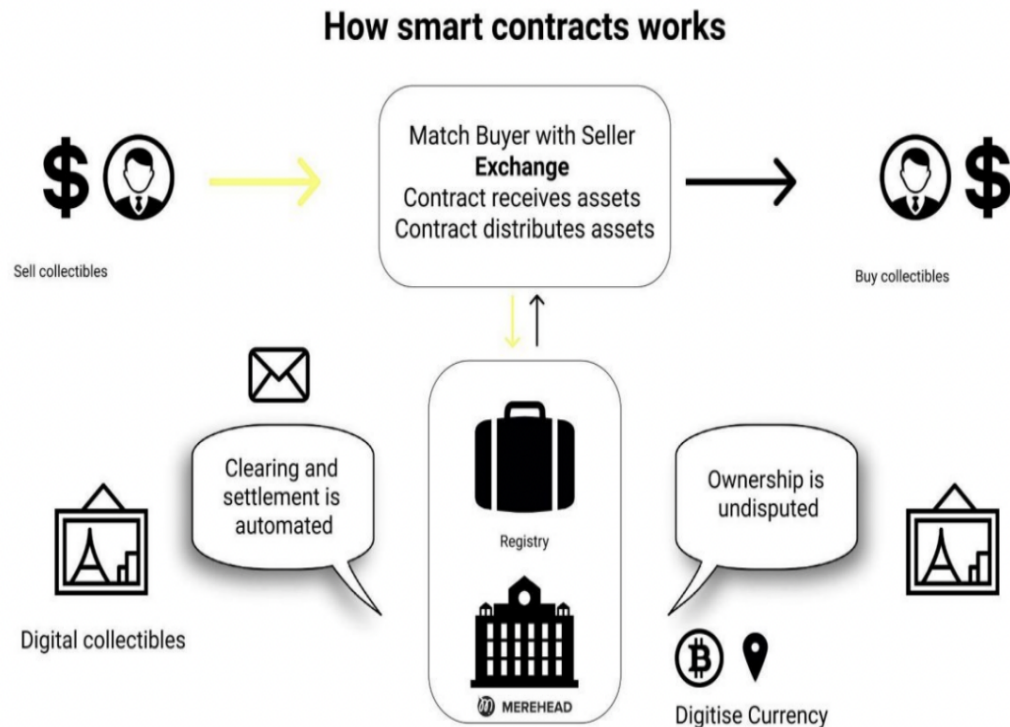 How smart contracts works
Match Buyer with Seller
Exchange
Contract receives assets
Contract distributes assets
Sell collectibles
Buy collectibles
Clearing and
settlement is
automated
Ownership is
undisputed
Registry
Digital collectibles
MEREHEAD
Digitise Currency